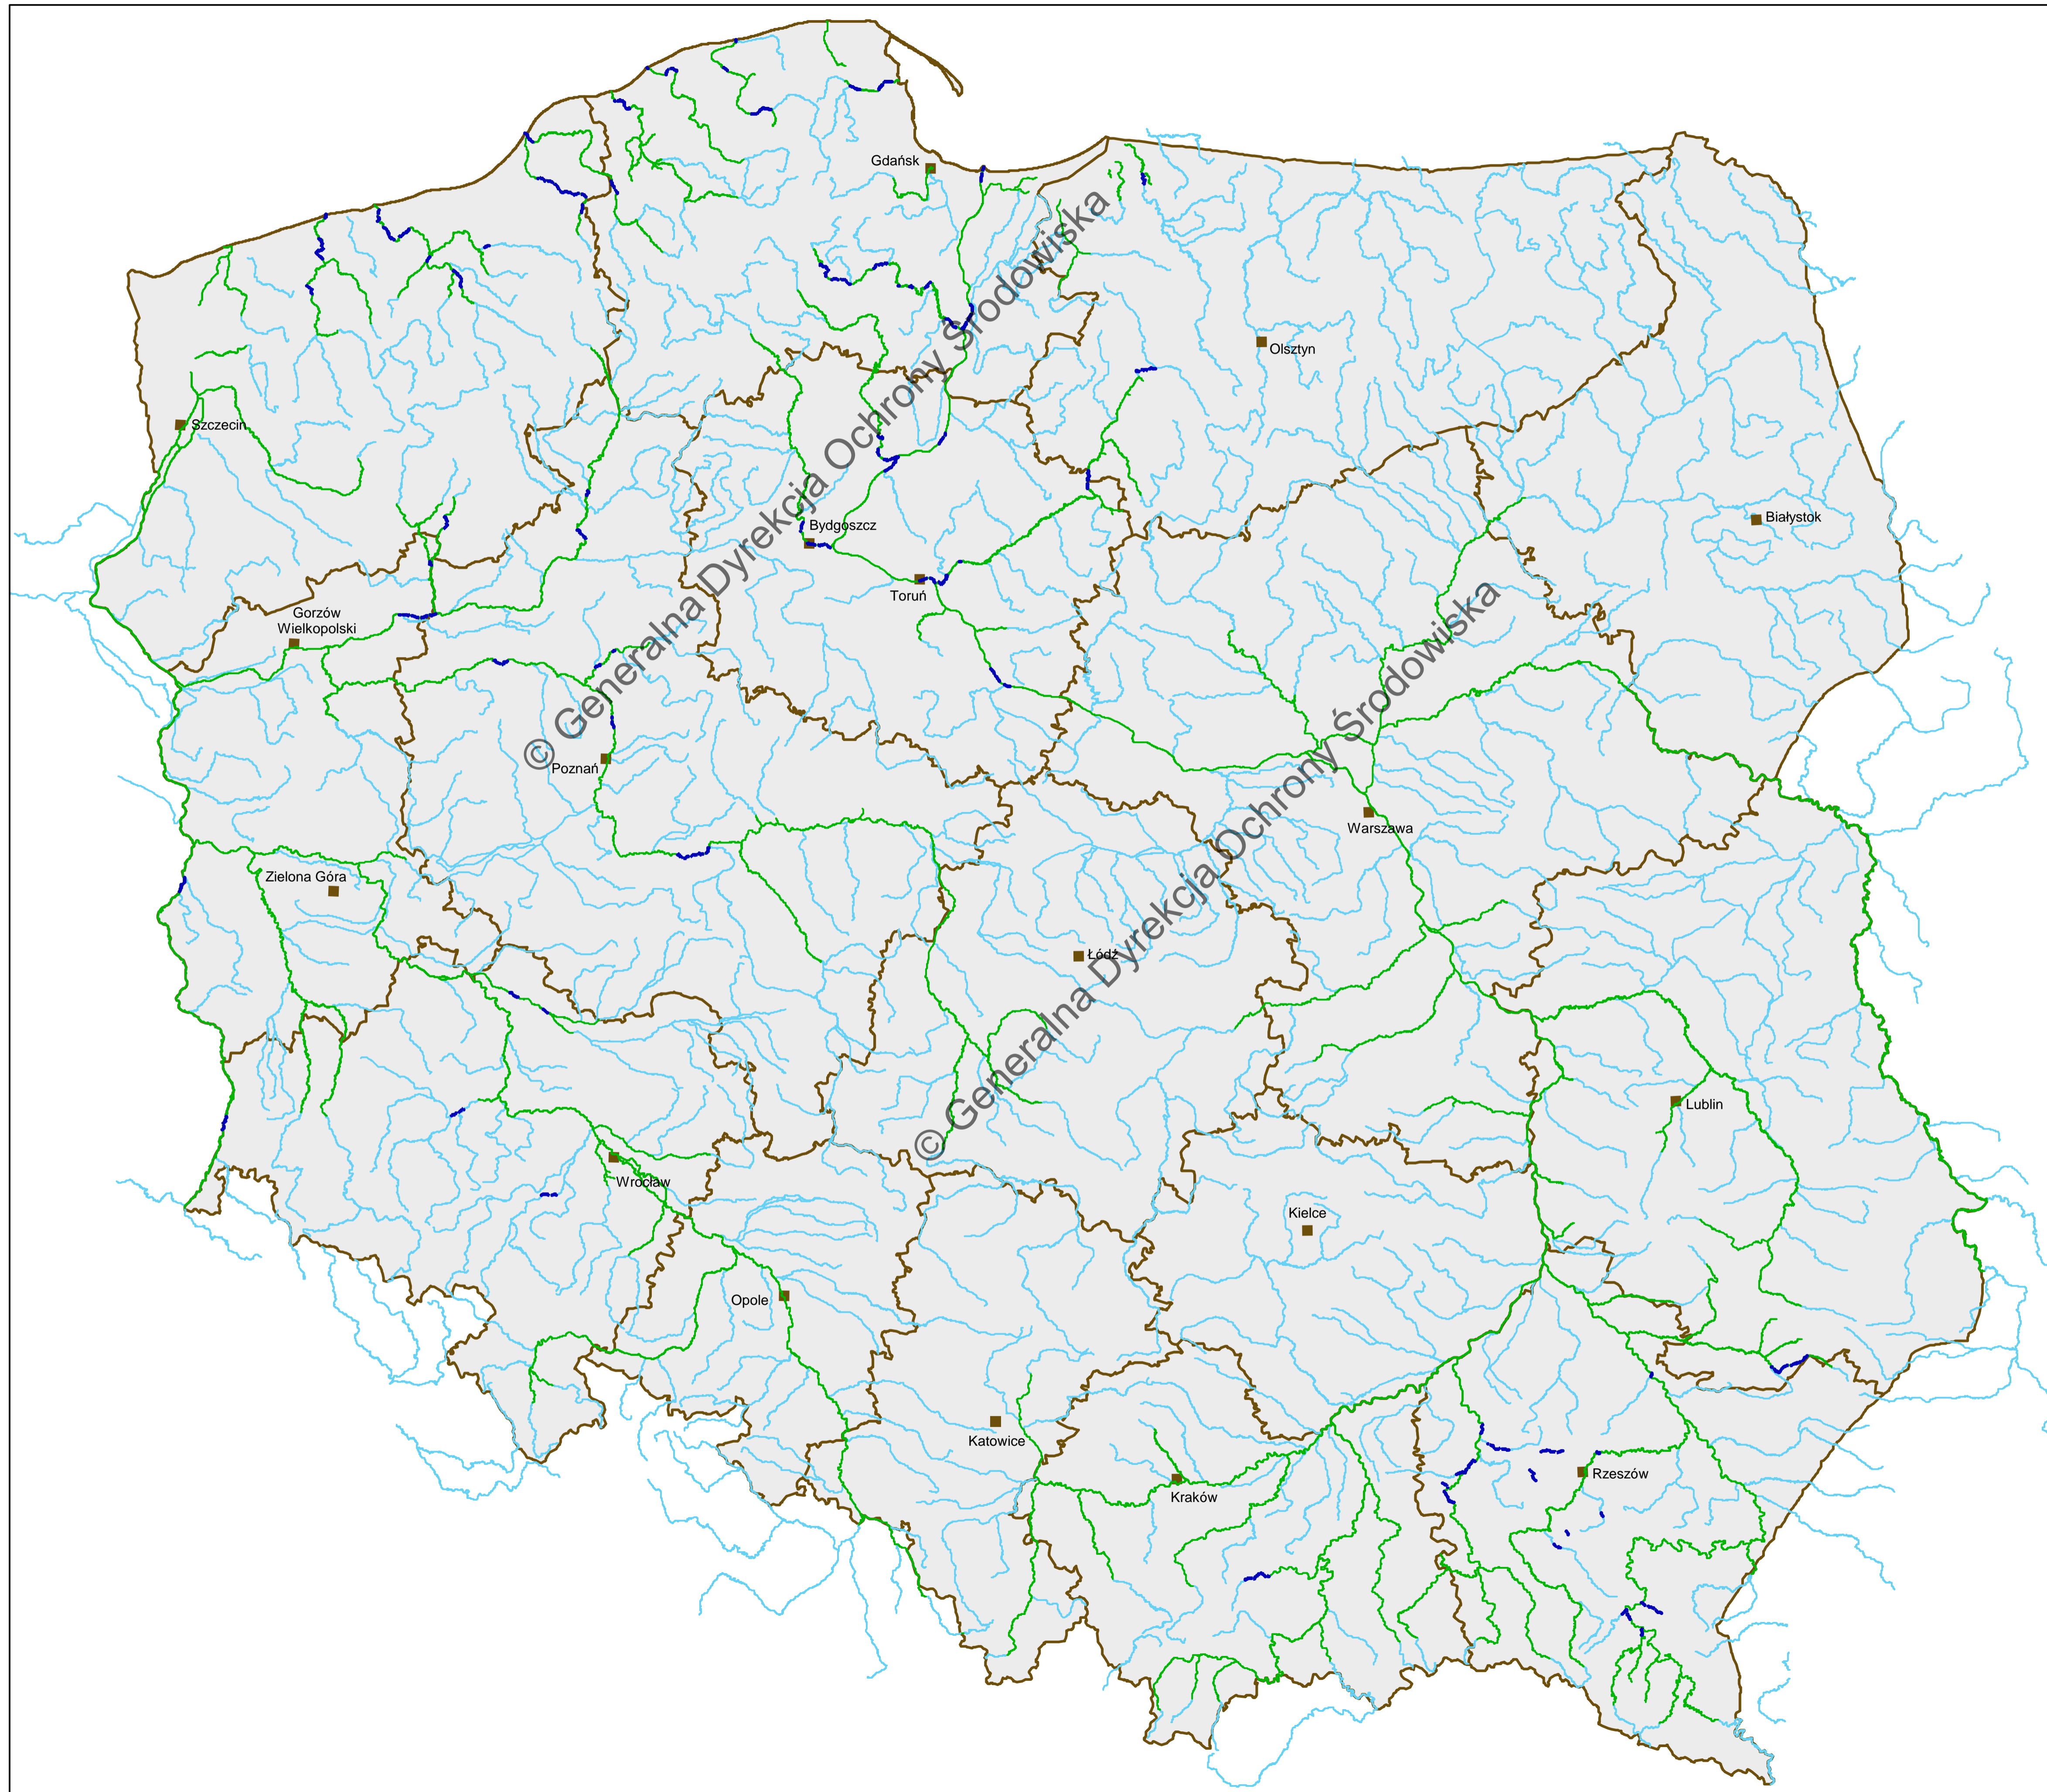 Gdańsk
Olsztyn
Szczecin
Białystok
Bydgoszcz
Toruń
Gorzów
Wielkopolski
Poznań
Warszawa
Zielona Góra
Łódź
Lublin
Wrocław
Kielce
Opole
Katowice
Kraków
Rzeszów
© Generalna Dyrekcja Ochrony Środowiska
© Generalna Dyrekcja Ochrony Środowiska